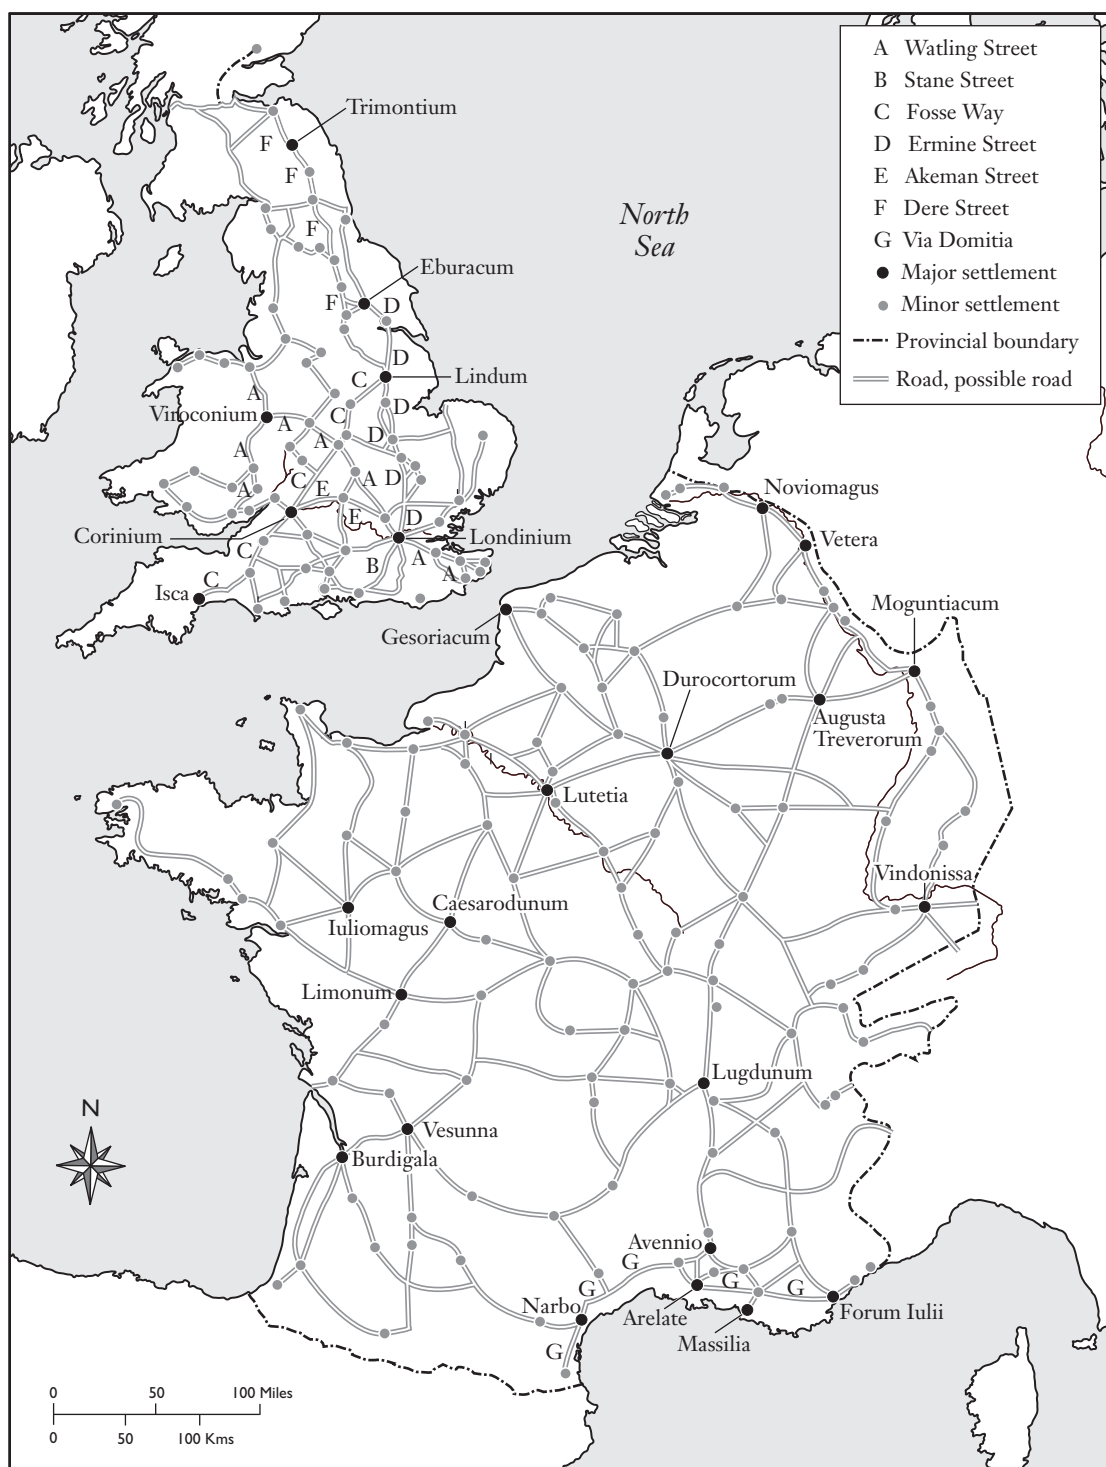 A Watling Street
B Stane Street
C Fosse Way
D Ermine Street
E Akeman Street
F Dere Street
G Via Domitia
Major settlement
Minor settlement
Provincial boundary
Road, possible road
Trimontium
F
F
North
Sea
F
Eburacum
F
D
D
Lindum
C
A
D
Viroconium
A
C
A
D
A
A
D
C
E
A
E
D
Noviomagus
Corinium
Londinium
Vetera
C
B
A
A
C
Isca
Moguntiacum
Gesoriacum
Durocortorum
Augusta
Treverorum
Lutetia
Vindonissa
Caesarodunum
Iuliomagus
Limonum
Lugdunum
N
Vesunna
Burdigala
Avennio
G
G
G
G
Narbo
Arelate
Forum Iulii
Massilia
G
0 50 100 Miles
0 50 100 Kms